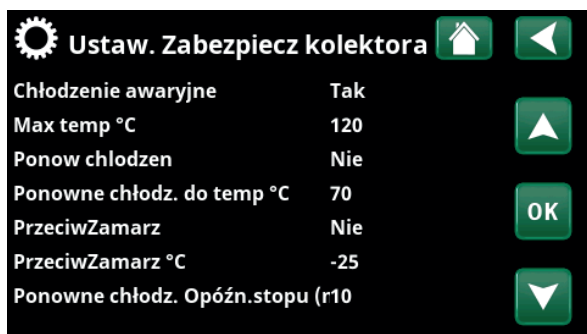 Ustaw. Zabezpiecz kolektora
Chłodzenie awaryjne Tak
Max temp °C 120
Ponow chlodzen Nie
Ponowne chłodz. do temp °C 70
PrzeciwZamarz Nie
OK
PrzeciwZamarz °C -25
Ponowne chłodz. Opóźn.stopu (r10